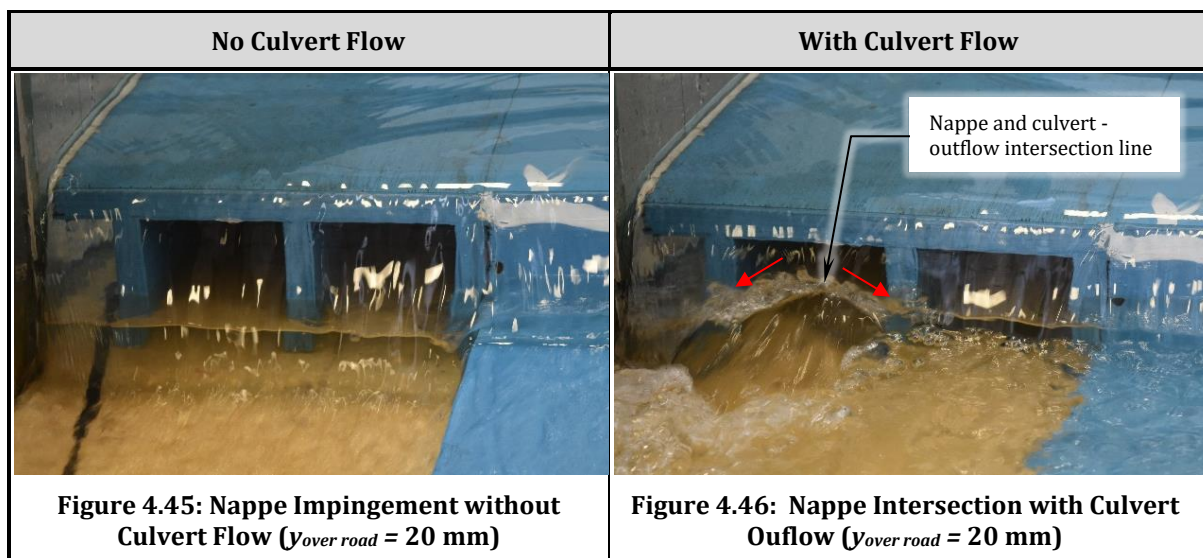 No Culvert Flow
With Culvert Flow
Nappe and culvert -
outflow intersection line
Figure 4.45: Nappe Impingement without
Culvert Flow (yover road = 20 mm)
Figure 4.46: Nappe Intersection with Culvert
Ouflow (yover road = 20 mm)